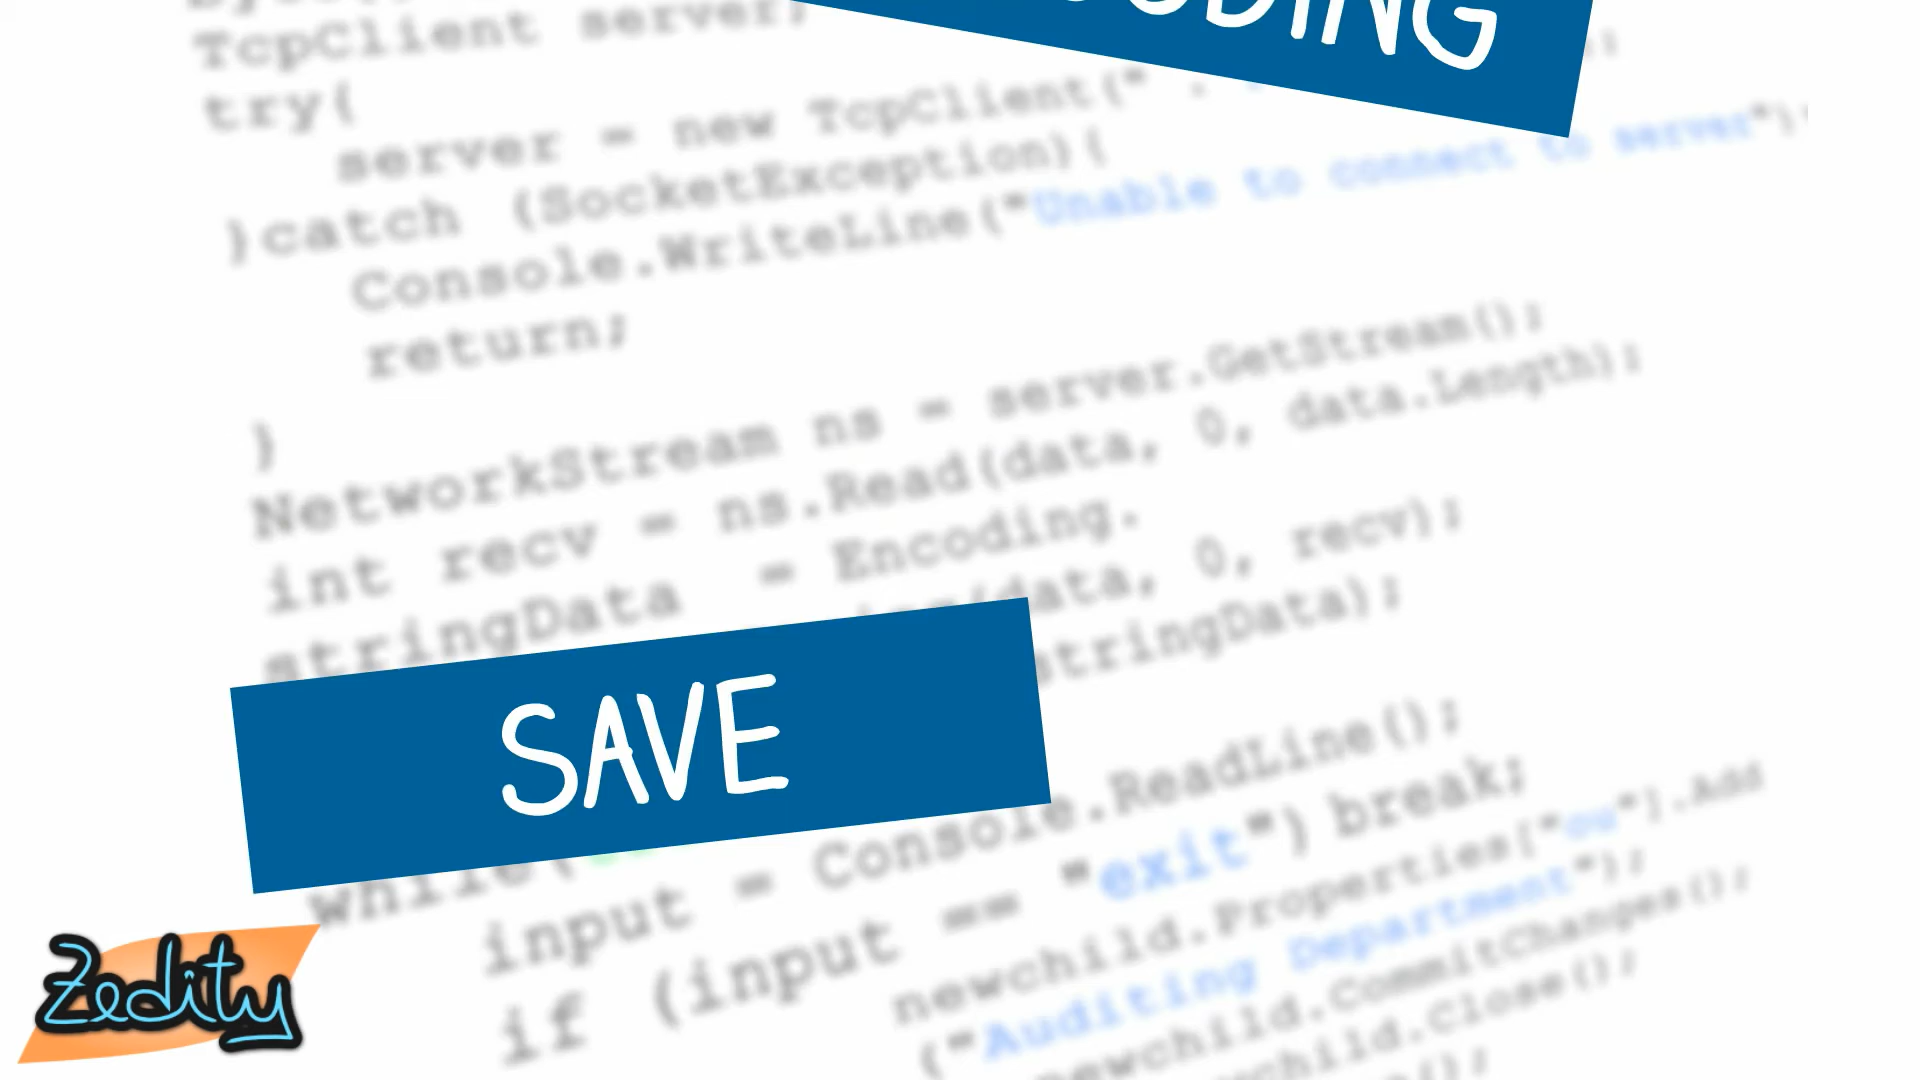 CODING
TcpClient server;
try{
server = new TcpClient(" . .
}catch (SocketException){
Console.WriteLine("Unable to connect to server");
return;
}
NetworkStream ns = server.GetStream();
int recv = ns.Read(data, 0, data.Length);
stringData = Encoding.
(data, 0, recv);
stringData);
SAVE
while(
input = Console.ReadLine();
if (input == "exit") break;
newchild.Properties["ou"].Add
("Auditing Department");
newchild.CommitChanges();
newchild.Close();
Zedity